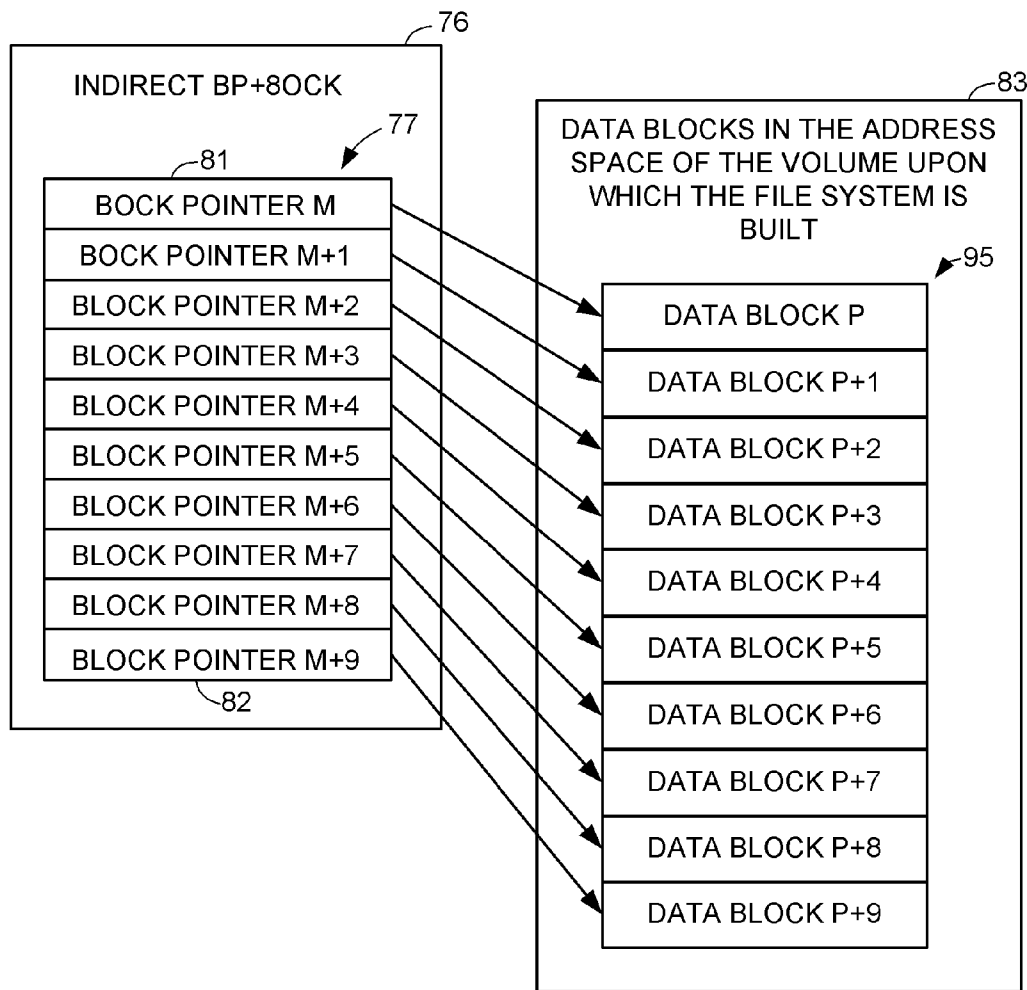 76
INDIRECT BP+8OCK
77
81
BOCK POINTER M
BOCK POINTER M+1
BLOCK POINTER M+2
BLOCK POINTER M+3
BLOCK POINTER M+4
BLOCK POINTER M+5
BLOCK POINTER M+6
BLOCK POINTER M+7
BLOCK POINTER M+8
BLOCK POINTER M+9
82
83
DATA BLOCKS IN THE ADDRESS
SPACE OF THE VOLUME UPON
WHICH THE FILE SYSTEM IS
BUILT
95
DATA BLOCK P
DATA BLOCK P+1
DATA BLOCK P+2
DATA BLOCK P+3
DATA BLOCK P+4
DATA BLOCK P+5
DATA BLOCK P+6
DATA BLOCK P+7
DATA BLOCK P+8
DATA BLOCK P+9